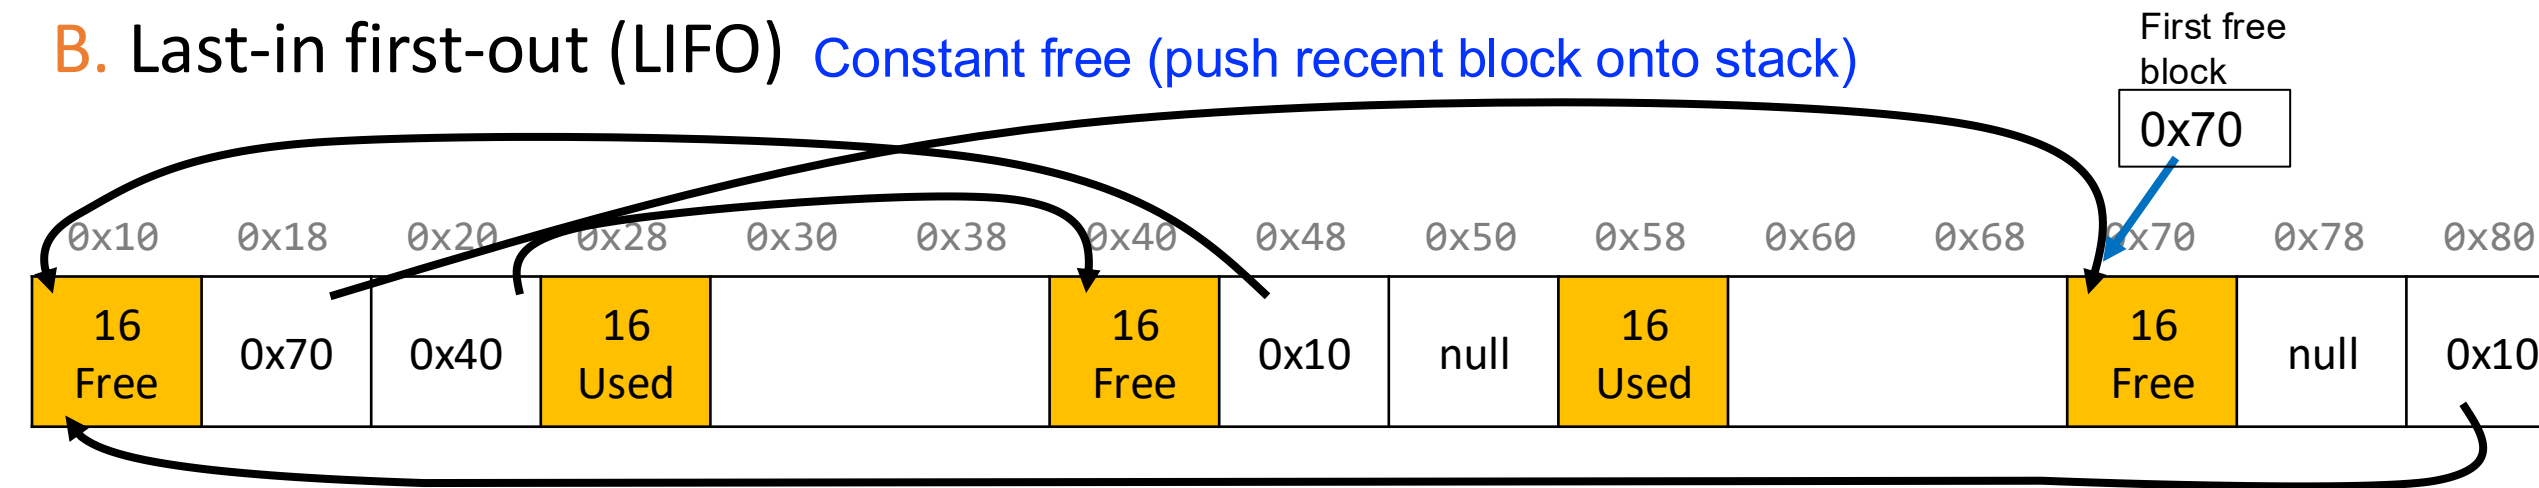 B. Last-in first-out (LIFO) Constant free (push recent block onto stack)
First free
block
0x70
0x10 0x18 0x20 0x28 0x30 0x38 0x40 0x48 0x50 0x58 0x60 0x68 0x70 0x78 0x80
16 Free 0x70 0x40 16 Used 16 Free 0x10 null 16 Used 16 Free null 0x10